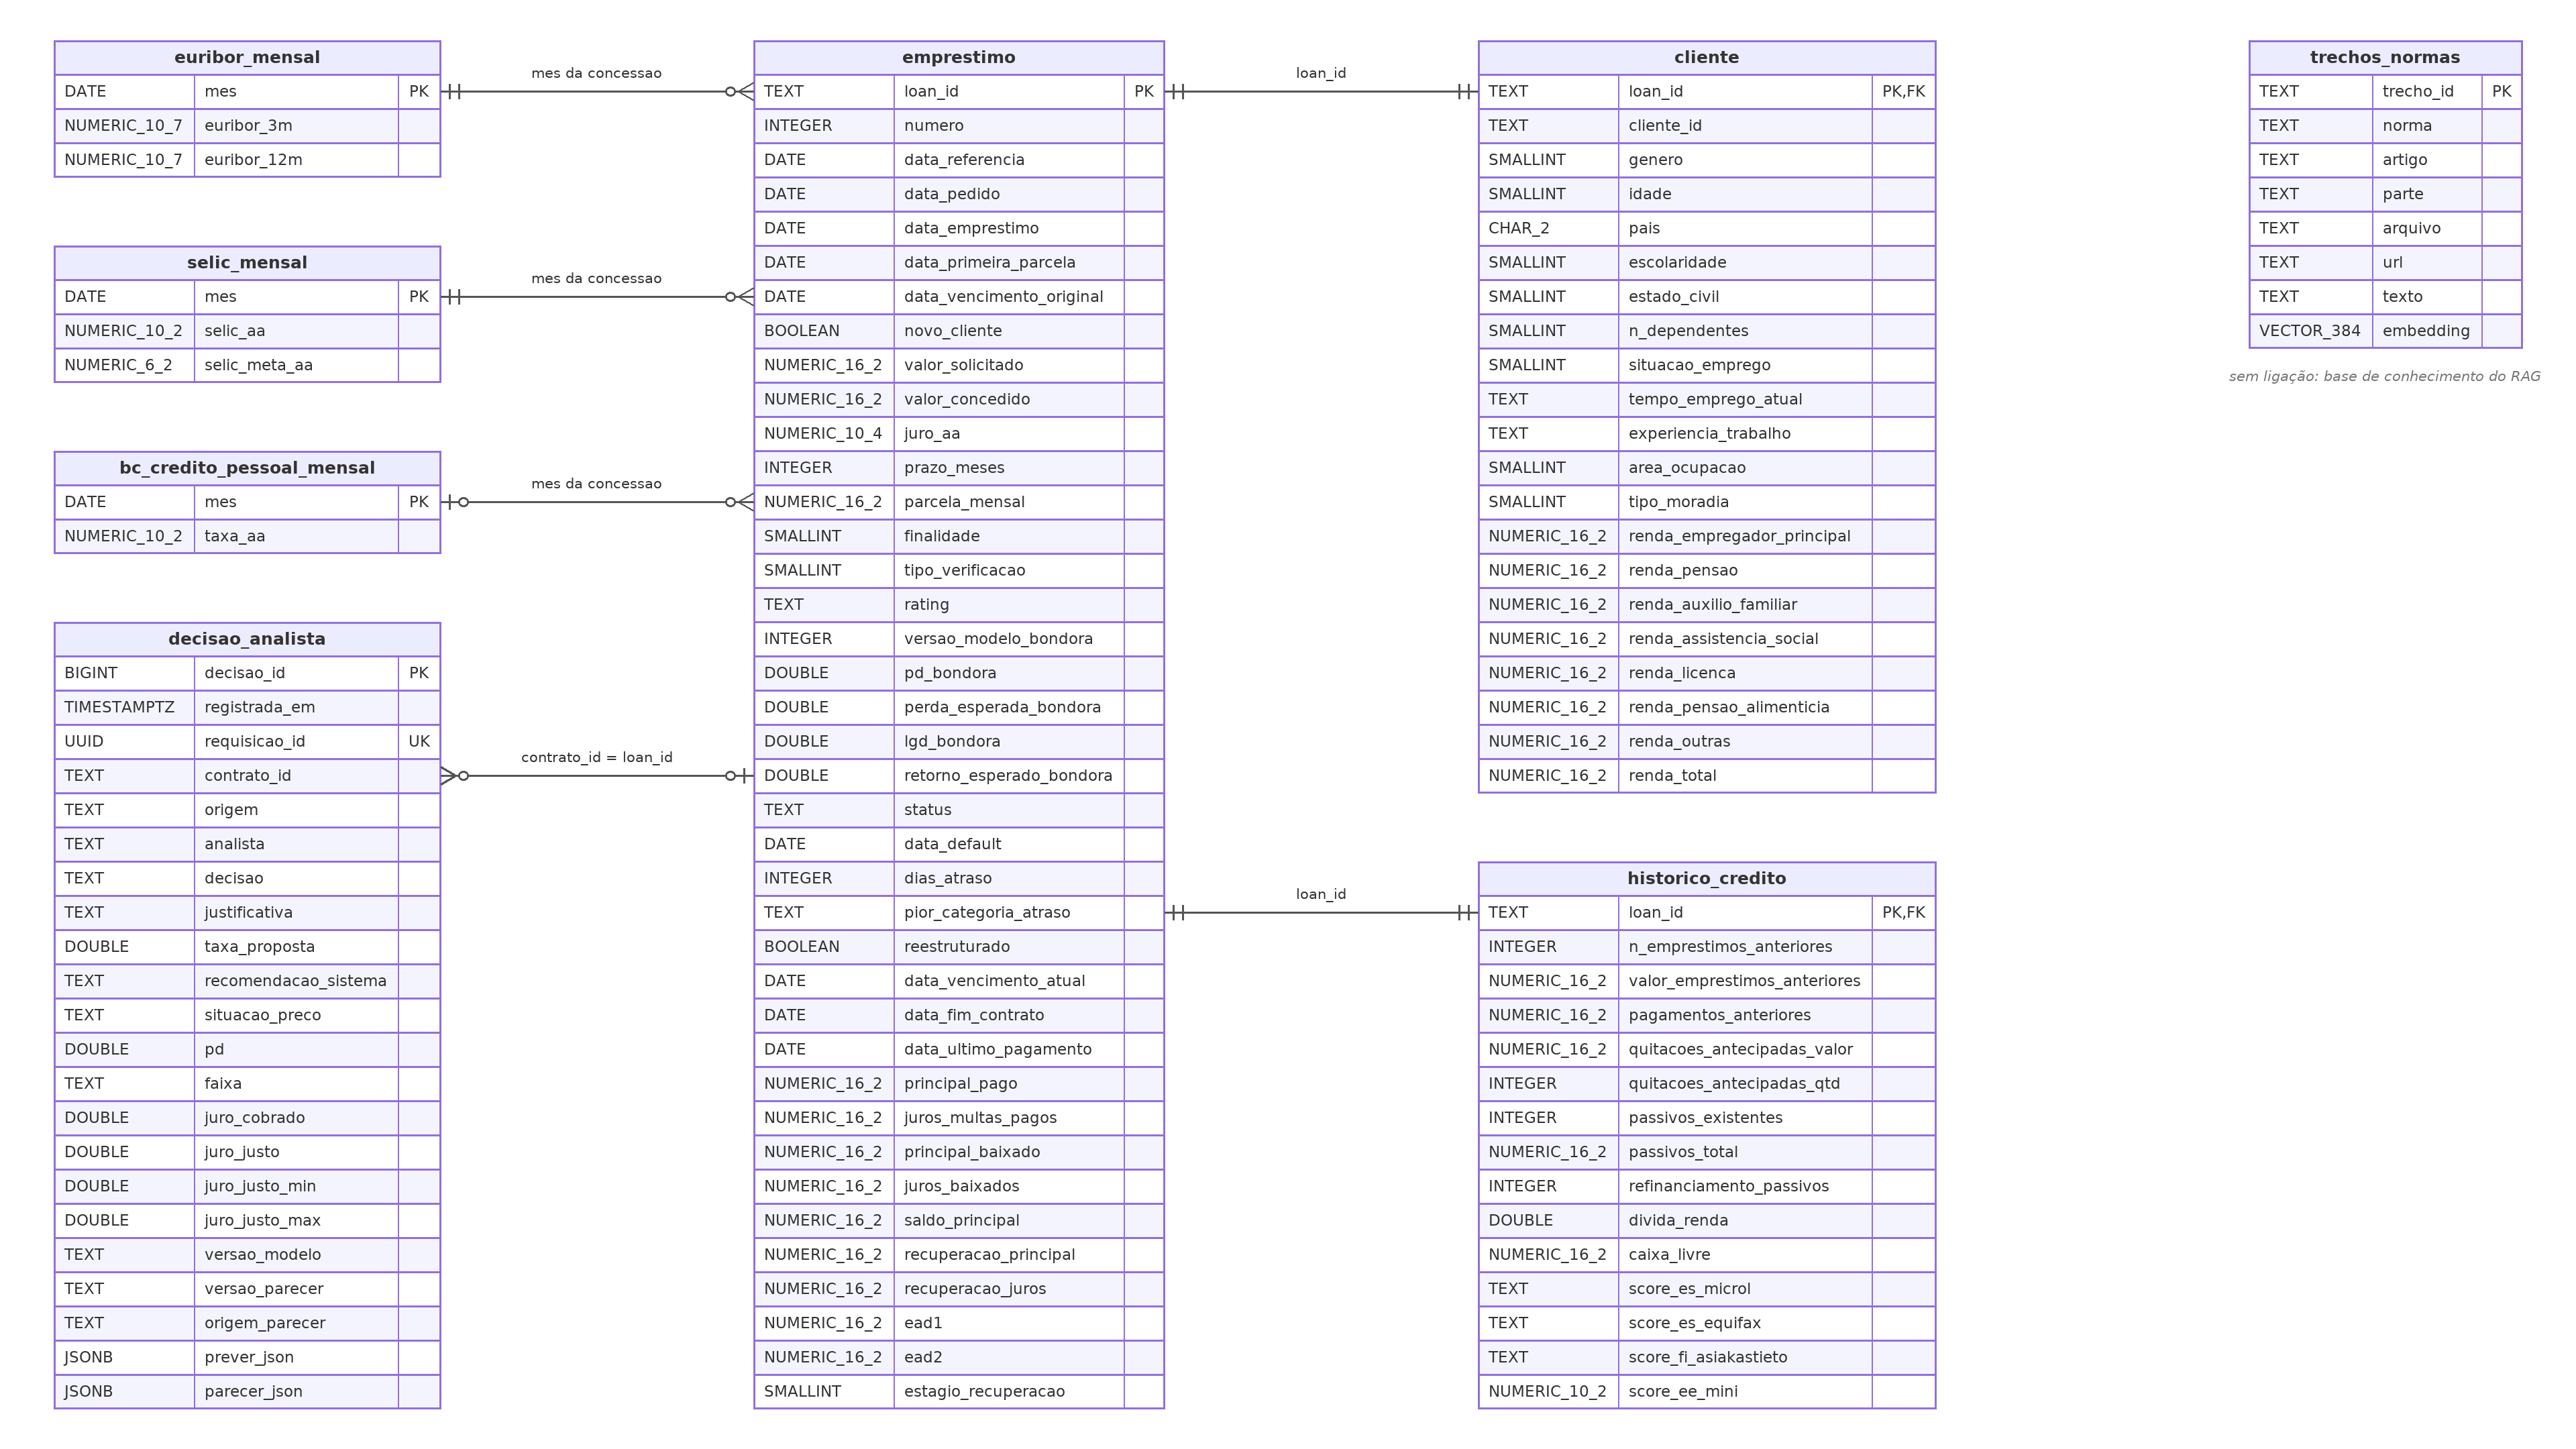 euribor_mensal
DATE mes PK
NUMERIC_10_7 euribor_3m
NUMERIC_10_7 euribor_12m
mes da concessao
selic_mensal
DATE mes PK
NUMERIC_10_2 selic_aa
NUMERIC_6_2 selic_meta_aa
mes da concessao
bc_credito_pessoal_mensal
DATE mes PK
NUMERIC_10_2 taxa_aa
mes da concessao
decisao_analista
BIGINT decisao_id PK
TIMESTAMPTZ registrada_em
UUID requisicao_id UK
TEXT contrato_id
TEXT origem
TEXT analista
TEXT decisao
TEXT justificativa
DOUBLE taxa_proposta
TEXT recomendacao_sistema
TEXT situacao_preco
DOUBLE pd
TEXT faixa
DOUBLE juro_cobrado
DOUBLE juro_justo
DOUBLE juro_justo_min
DOUBLE juro_justo_max
TEXT versao_modelo
TEXT versao_parecer
TEXT origem_parecer
JSONB prever_json
JSONB parecer_json
contrato_id = loan_id
emprestimo
TEXT loan_id PK
INTEGER numero
DATE data_referencia
DATE data_pedido
DATE data_emprestimo
DATE data_primeira_parcela
DATE data_vencimento_original
BOOLEAN novo_cliente
NUMERIC_16_2 valor_solicitado
NUMERIC_16_2 valor_concedido
NUMERIC_10_4 juro_aa
INTEGER prazo_meses
NUMERIC_16_2 parcela_mensal
SMALLINT finalidade
SMALLINT tipo_verificacao
TEXT rating
INTEGER versao_modelo_bondora
DOUBLE pd_bondora
DOUBLE perda_esperada_bondora
DOUBLE lgd_bondora
DOUBLE retorno_esperado_bondora
TEXT status
DATE data_default
INTEGER dias_atraso
TEXT pior_categoria_atraso
BOOLEAN reestruturado
DATE data_vencimento_atual
DATE data_fim_contrato
DATE data_ultimo_pagamento
NUMERIC_16_2 principal_pago
NUMERIC_16_2 juros_multas_pagos
NUMERIC_16_2 principal_baixado
NUMERIC_16_2 juros_baixados
NUMERIC_16_2 saldo_principal
NUMERIC_16_2 recuperacao_principal
NUMERIC_16_2 recuperacao_juros
NUMERIC_16_2 ead1
NUMERIC_16_2 ead2
SMALLINT estagio_recuperacao
loan_id
cliente
TEXT loan_id PK,FK
TEXT cliente_id
SMALLINT genero
SMALLINT idade
CHAR_2 pais
SMALLINT escolaridade
SMALLINT estado_civil
SMALLINT n_dependentes
SMALLINT situacao_emprego
TEXT tempo_emprego_atual
TEXT experiencia_trabalho
SMALLINT area_ocupacao
SMALLINT tipo_moradia
NUMERIC_16_2 renda_empregador_principal
NUMERIC_16_2 renda_pensao
NUMERIC_16_2 renda_auxilio_familiar
NUMERIC_16_2 renda_assistencia_social
NUMERIC_16_2 renda_licenca
NUMERIC_16_2 renda_pensao_alimenticia
NUMERIC_16_2 renda_outras
NUMERIC_16_2 renda_total
loan_id
historico_credito
TEXT loan_id PK,FK
INTEGER n_emprestimos_anteriores
NUMERIC_16_2 valor_emprestimos_anteriores
NUMERIC_16_2 pagamentos_anteriores
NUMERIC_16_2 quitacoes_antecipadas_valor
INTEGER quitacoes_antecipadas_qtd
INTEGER passivos_existentes
NUMERIC_16_2 passivos_total
INTEGER refinanciamento_passivos
DOUBLE divida_renda
NUMERIC_16_2 caixa_livre
TEXT score_es_microl
TEXT score_es_equifax
TEXT score_fi_asiakastieto
NUMERIC_10_2 score_ee_mini
trechos_normas
TEXT trecho_id PK
TEXT norma
TEXT artigo
TEXT parte
TEXT arquivo
TEXT url
TEXT texto
VECTOR_384 embedding
sem ligação: base de conhecimento do RAG